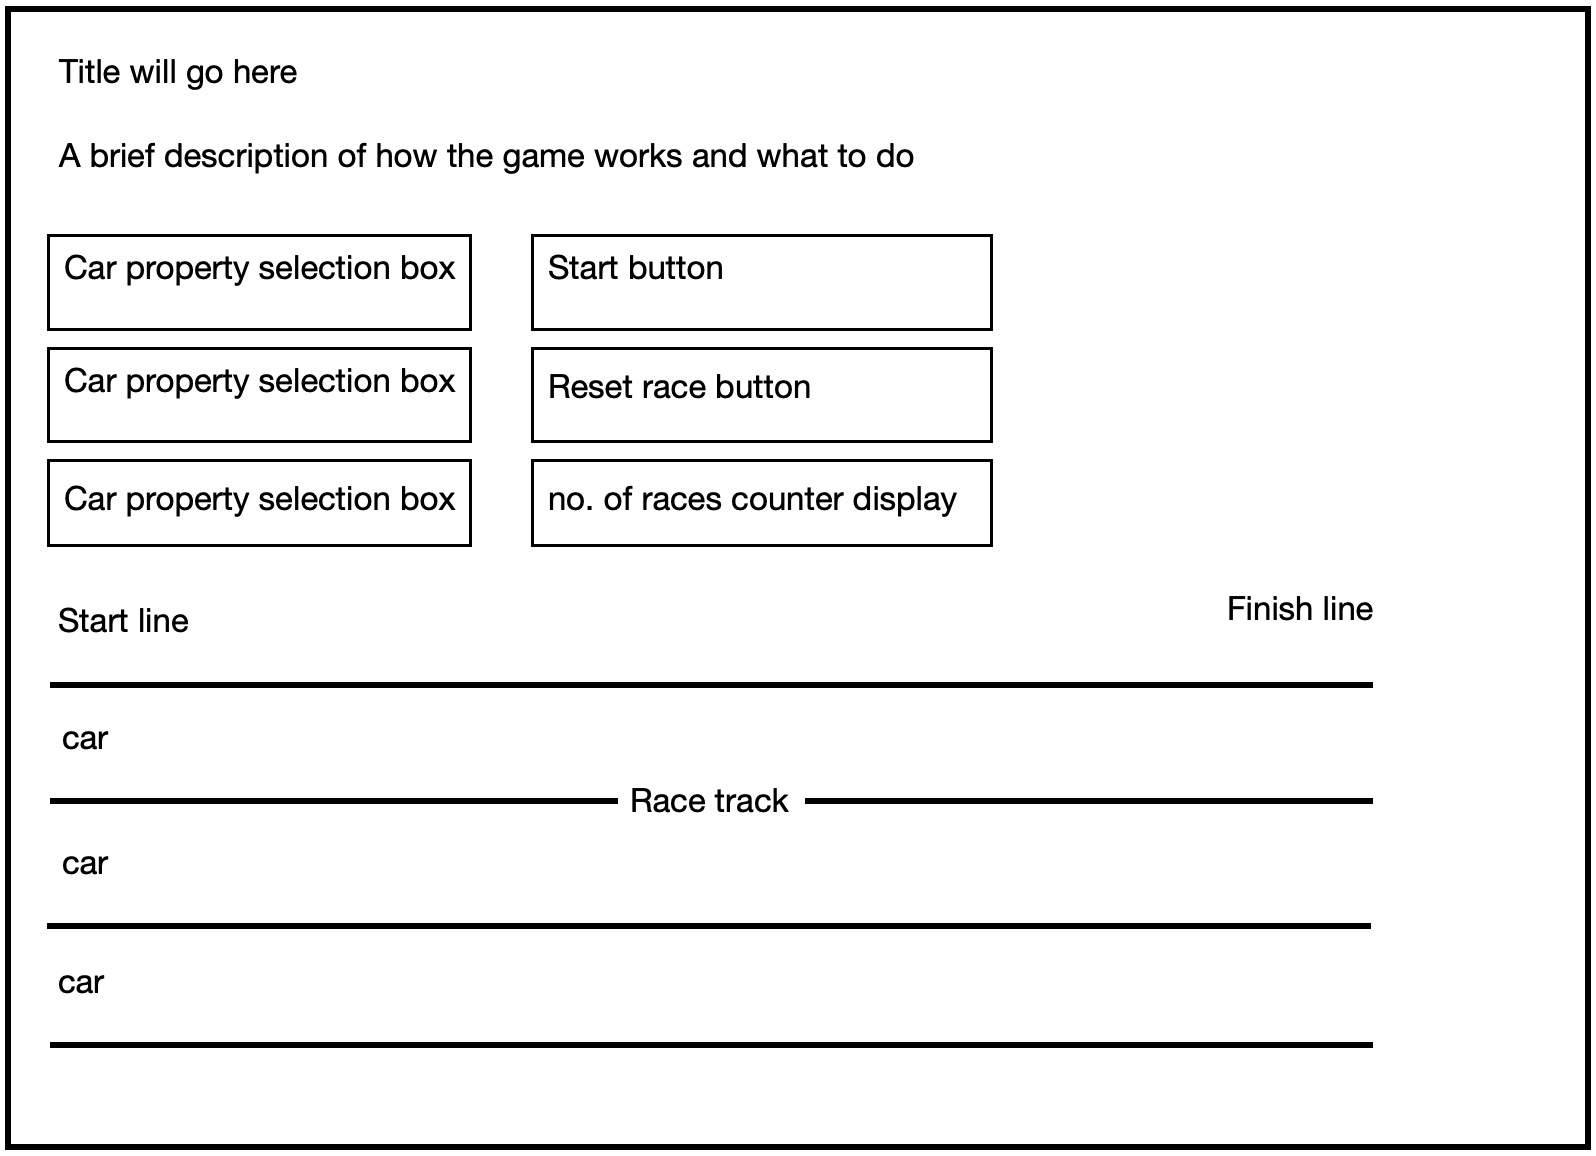 Title will go here
A brief description of how the game works and what to do
Car property selection box
Start button
Car property selection box
Reset race button
Car property selection box
no. of races counter display
Start line
Finish line
car
Race track
car
car